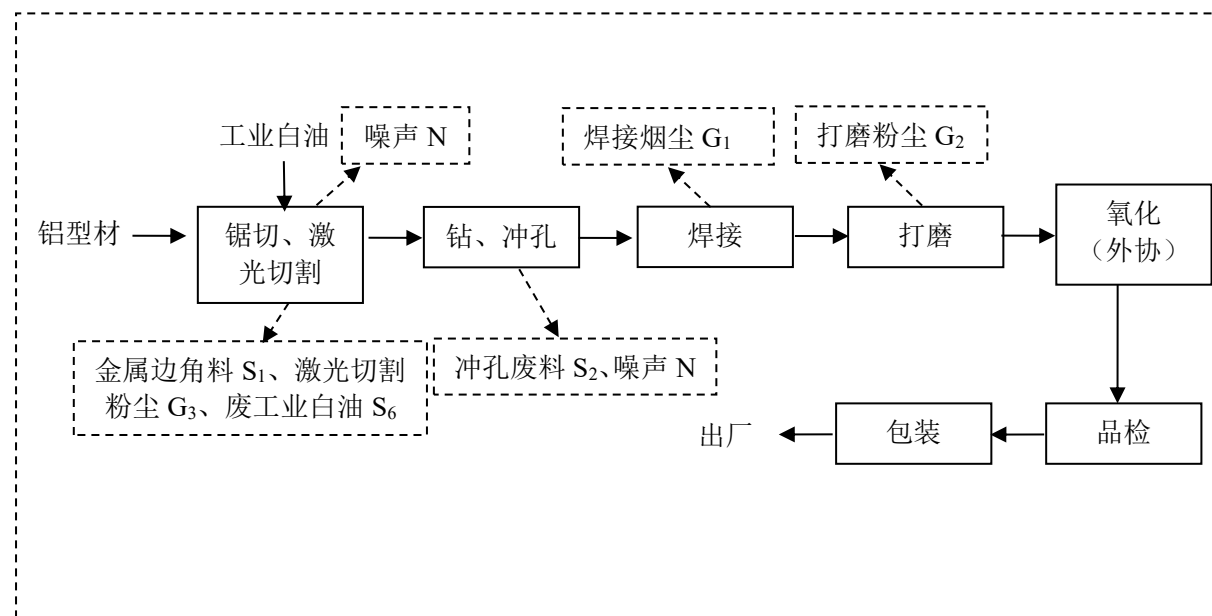 工业白油
噪声 N
焊接烟尘 G₁
打磨粉尘 G₂
铝型材
锯切、激
光切割
钻、冲孔
焊接
打磨
氧化
（外协）
金属边角料 S₁、激光切割
粉尘 G₃、废工业白油 S₆
冲孔废料 S₂、噪声 N
出厂
包装
品检